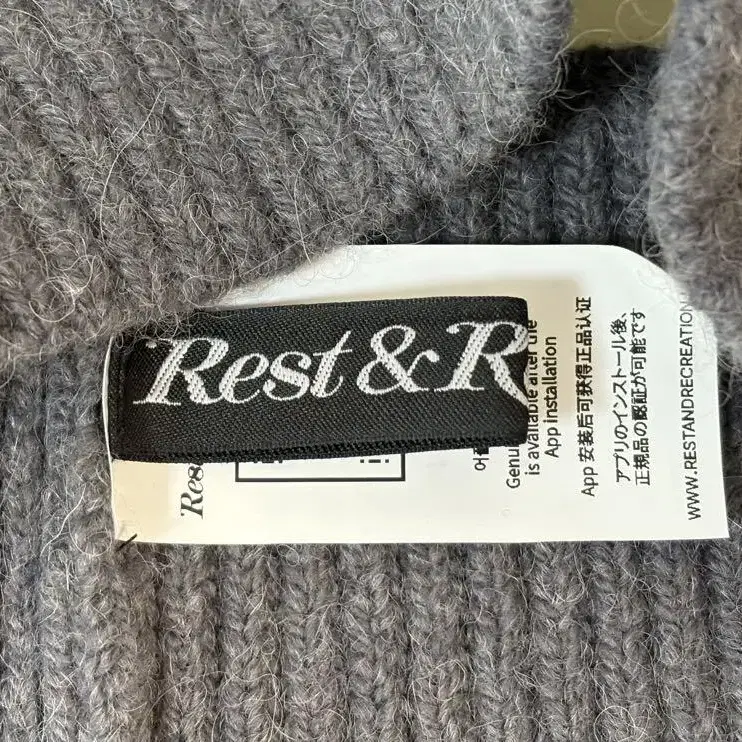 Rest & R
Res
Genu
is available after the
App installation
App 安装后可获得正品认证
アプリのインストール後、
正規品の認証が可能です
WWW.RESTANDRECREATION